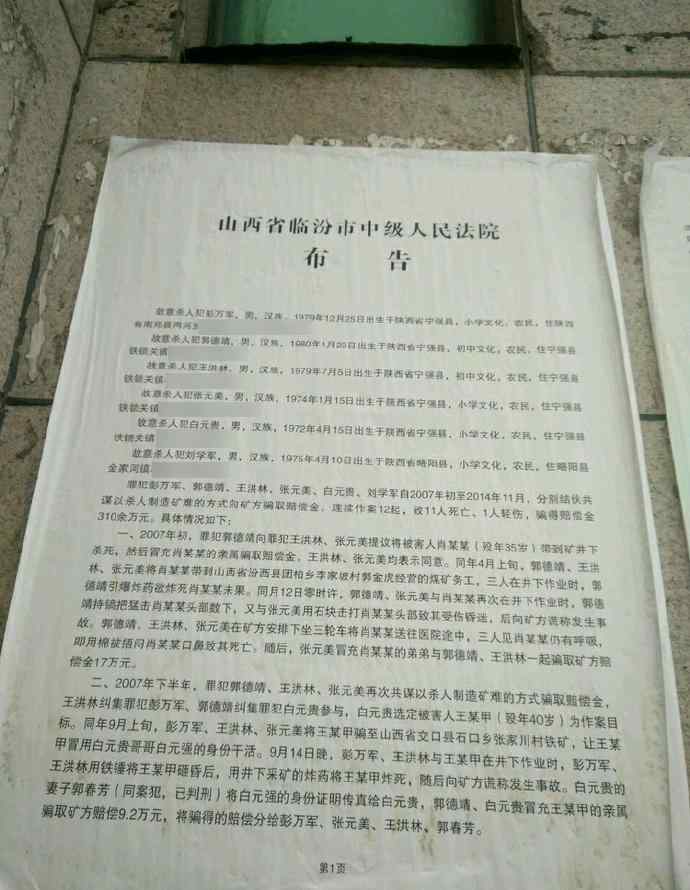 山西省临汾市中级人民法院
布 告
故意杀人犯彭万军，男，汉族，1979年12月25日出生于陕西省宁强县，小学文化，农民，住陕西
省南郑县两河
故意杀人犯郭德靖，男，汉族，1980年1月20日出生于陕西省宁强县，初中文化，农民，住宁强县
铁锁关镇
故意杀人犯王洪林，男，汉族，1979年7月5日出生于陕西省宁强县，初中文化，农民，住宁强县
铁锁关镇
故意杀人犯张元美，男，汉族，1974年1月15日出生于陕西省宁强县，小学文化，农民，住宁强县
铁锁关镇
故意杀人犯白元贵，男，汉族，1972年4月15日出生于陕西省宁强县，小学文化，农民，住宁强县
铁锁关镇
故意杀人犯刘学军，男，汉族，1975年4月10日出生于陕西省略阳县，小学文化，农民，住略阳县
金家河镇
罪犯彭万军、郭德靖、王洪林、张元美、白元贵、刘学军自2007年初至2014年11月，分别结伙共
谋以杀人制造矿难的方式向矿方骗取赔偿金，连续作案12起，致11人死亡、1人轻伤，骗得赔偿金
310余万元。具体情况如下：
一、2007年初，罪犯郭德靖向罪犯王洪林、张元美提议将被害人肖某某（殁年35岁）带到矿井下
杀死，然后冒充肖某某的亲属骗取赔偿金，王洪林、张元美均表示同意。同年4月上旬，郭德靖、王洪
林、张元美将肖某某带到山西省汾西县团柏乡李家坡村郭金虎经营的煤矿务工，三人在井下作业时，郭
德靖引爆炸药欲炸死肖某某未果。同月12日零时许，郭德靖、张元美与肖某某再次在井下作业时，郭德
靖持镐把猛击肖某某头部数下，又与张元美用石块击打肖某某头部致其受伤昏迷，后向矿方谎称发生事
故。郭德靖、王洪林、张元美在矿方安排下坐三轮车将肖某某送往医院途中，三人见肖某某仍有呼吸，
即用棉被捂闷肖某某口鼻致其死亡。随后，张元美冒充肖某某的弟弟与郭德靖、王洪林一起骗取矿方赔
偿金17万元。
二、2007年下半年，罪犯郭德靖、王洪林、张元美再次共谋以杀人制造矿难的方式骗取赔偿金，
王洪林纠集罪犯彭万军、郭德靖纠集罪犯白元贵参与，白元贵选定被害人王某甲（殁年40岁）为作案目
标。同年9月上旬，彭万军、王洪林、张元美将王某甲骗至山西省交口县石口乡张家川村铁矿，让王某
甲冒用白元贵哥哥白元强的身份干活。9月14日晚，彭万军、王洪林与王某甲在井下作业时，彭万军、
王洪林用铁锤将王某甲砸昏后，用井下采矿的炸药将王某甲炸死，随后向矿方谎称发生事故。白元贵的
妻子郭春芳（同案犯，已判刑）将白元强的身份证明传真给白元贵，郭德靖、白元贵冒充王某甲的亲属
骗取矿方赔偿9.2万元，将骗得的赔偿分给彭万军、张元美、王洪林、郭春芳。
第1页